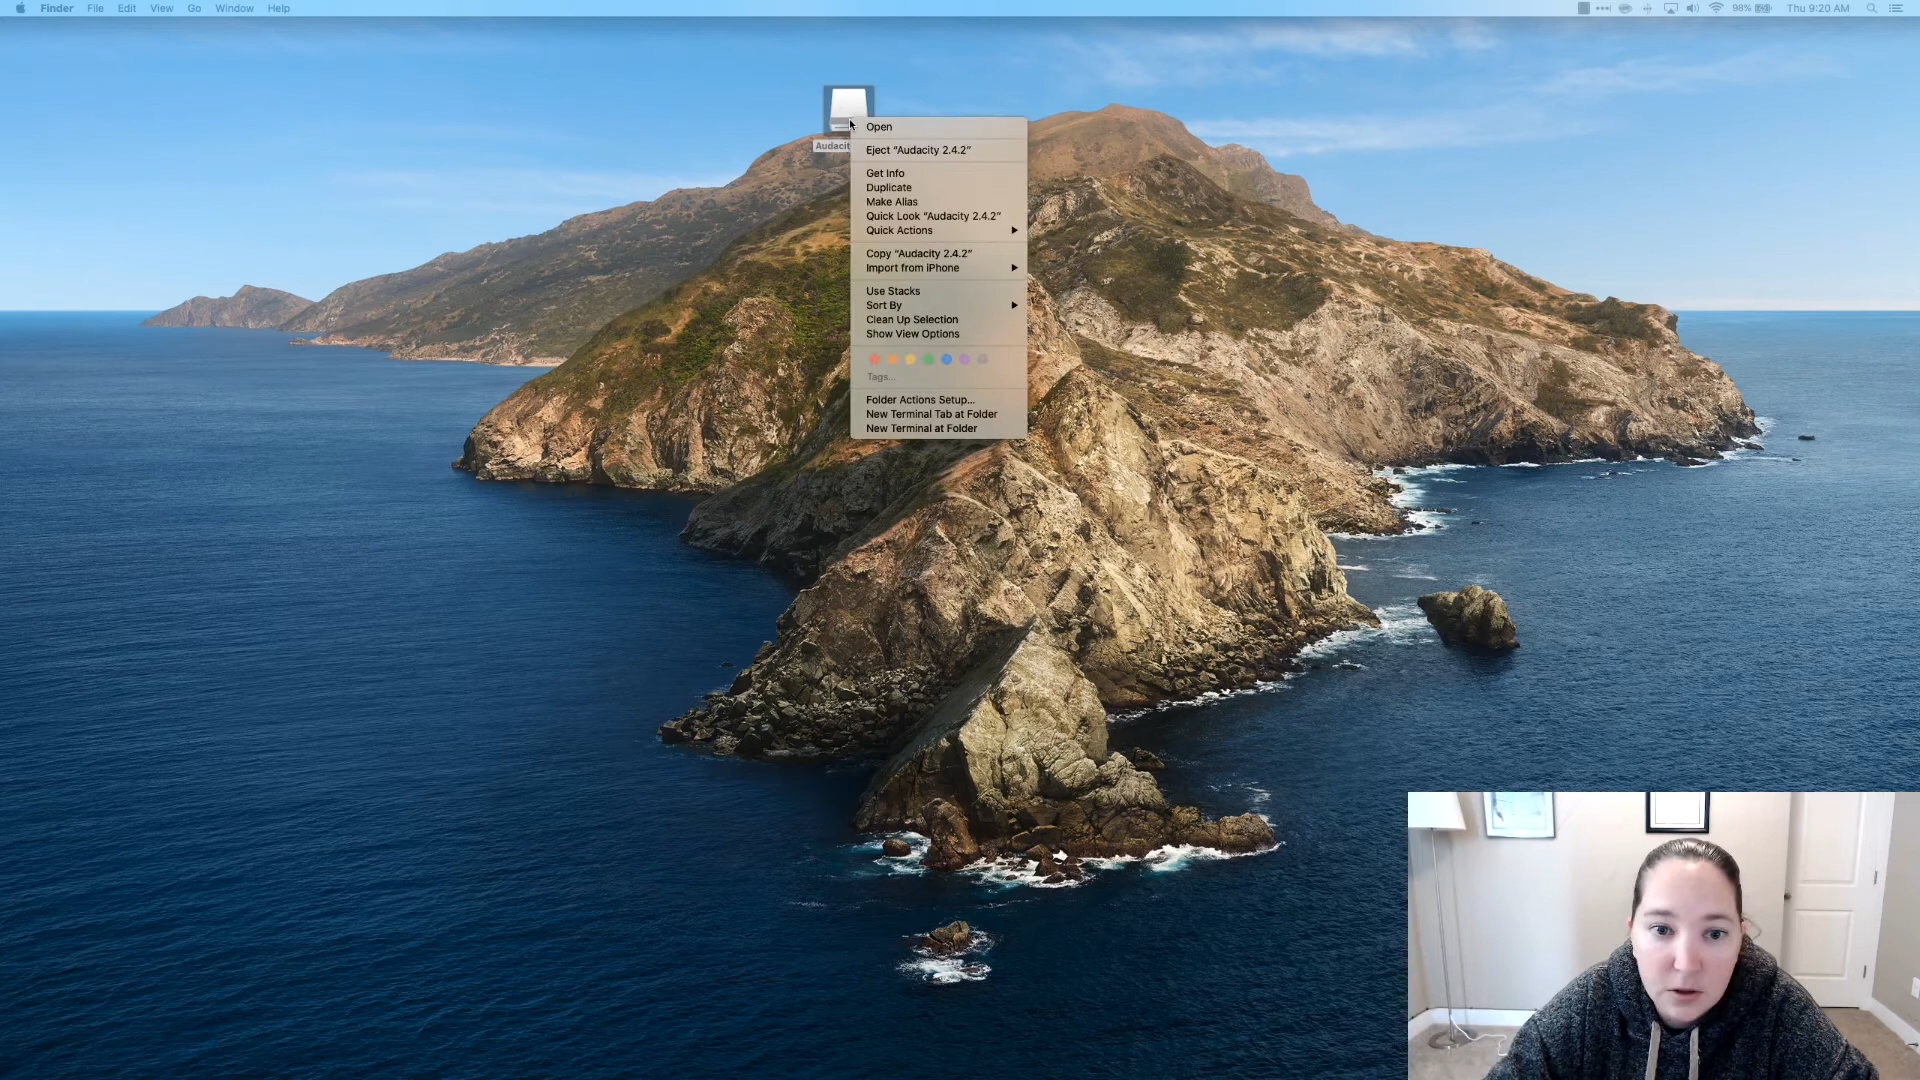 Finder File Edit View Go Window Help 98% Thu 9:20 AM
Audacit
Open
Eject “Audacity 2.4.2”
Get Info
Duplicate
Make Alias
Quick Look “Audacity 2.4.2”
Quick Actions
Copy “Audacity 2.4.2”
Import from iPhone
Use Stacks
Sort By
Clean Up Selection
Show View Options
Tags...
Folder Actions Setup...
New Terminal Tab at Folder
New Terminal at Folder